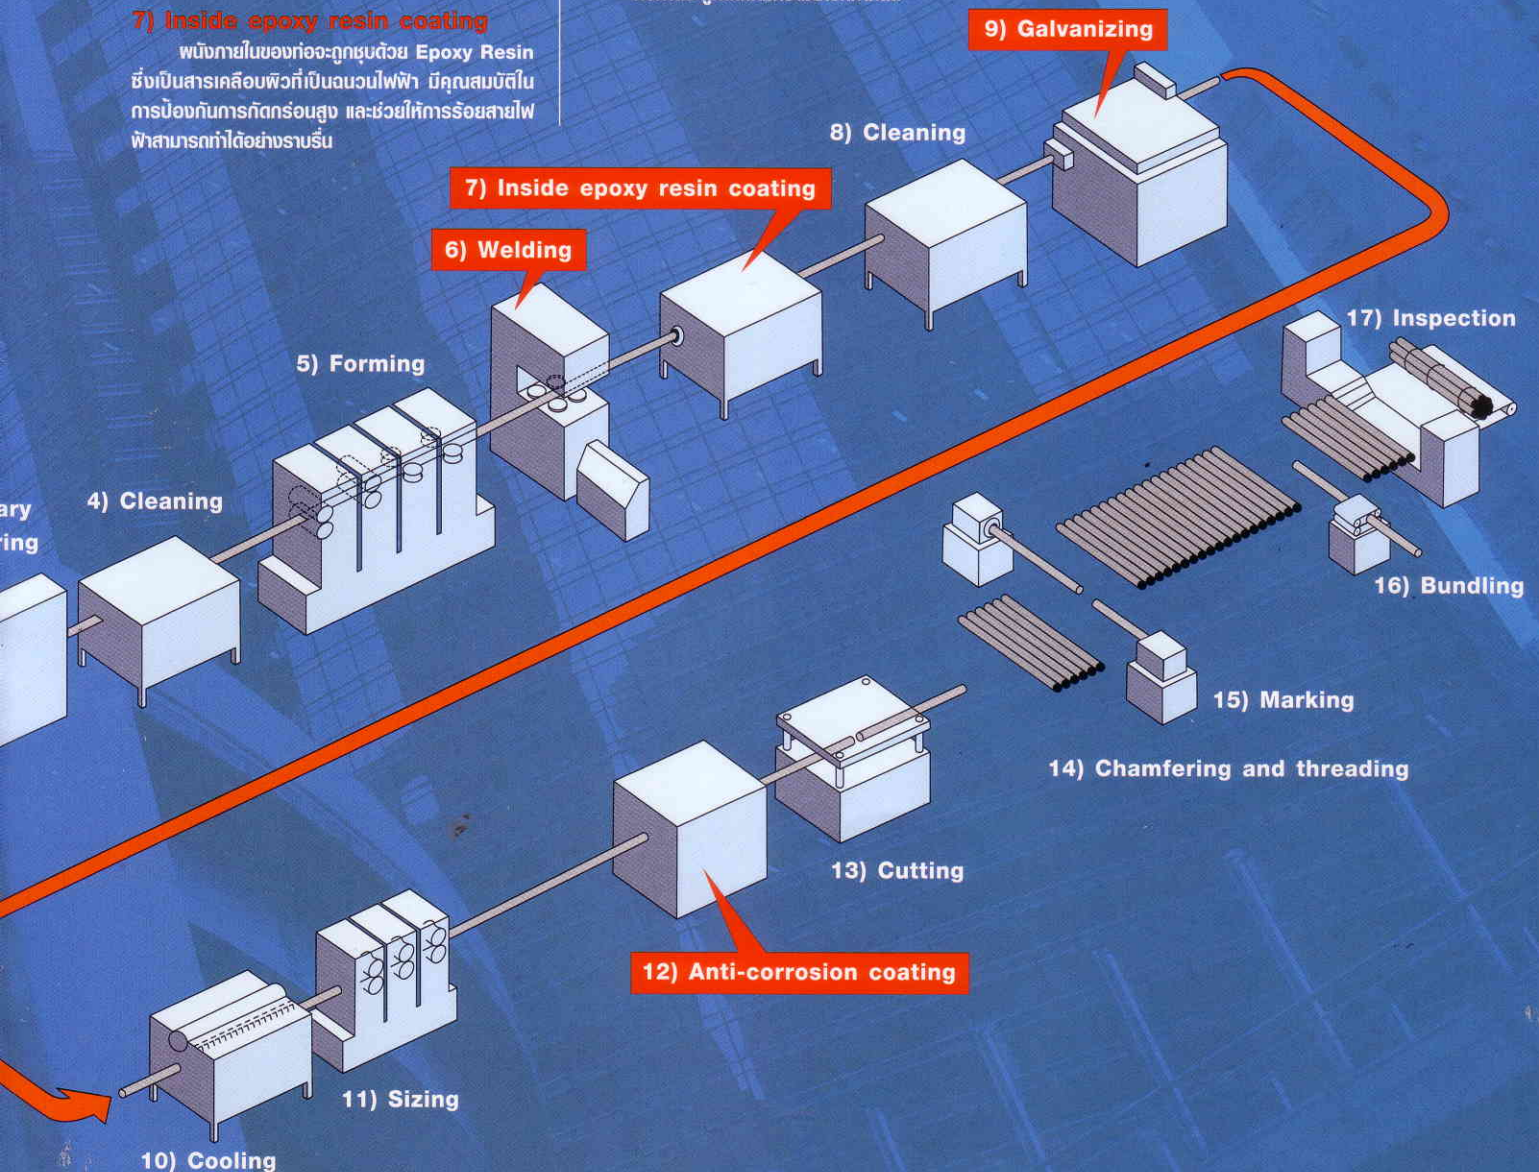 7) Inside epoxy resin coating
ผนังภายในของท่อจะถูกชุบด้วย Epoxy Resin
ซึ่งเป็นสารเคลือบผิวที่เป็นฉนวนไฟฟ้า มีคุณสมบัติใน
การป้องกันการกัดกร่อนสูง และช่วยให้การร้อยสายไฟ
ฟ้าสามารถทำได้อย่างราบรื่น
9) Galvanizing
8) Cleaning
7) Inside epoxy resin coating
6) Welding
5) Forming
17) Inspection
4) Cleaning
ary
ring
16) Bundling
15) Marking
14) Chamfering and threading
13) Cutting
12) Anti-corrosion coating
11) Sizing
10) Cooling